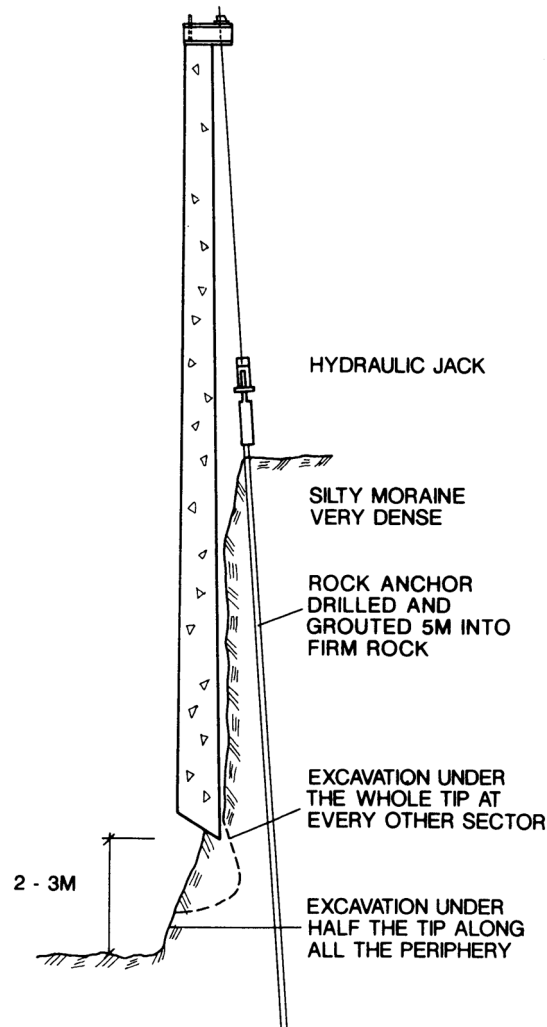 HYDRAULIC JACK
SILTY MORAINE
VERY DENSE
ROCK ANCHOR
DRILLED AND
GROUTED 5M INTO
FIRM ROCK
EXCAVATION UNDER
THE WHOLE TIP AT
EVERY OTHER SECTOR
2 - 3M
EXCAVATION UNDER
HALF THE TIP ALONG
ALL THE PERIPHERY